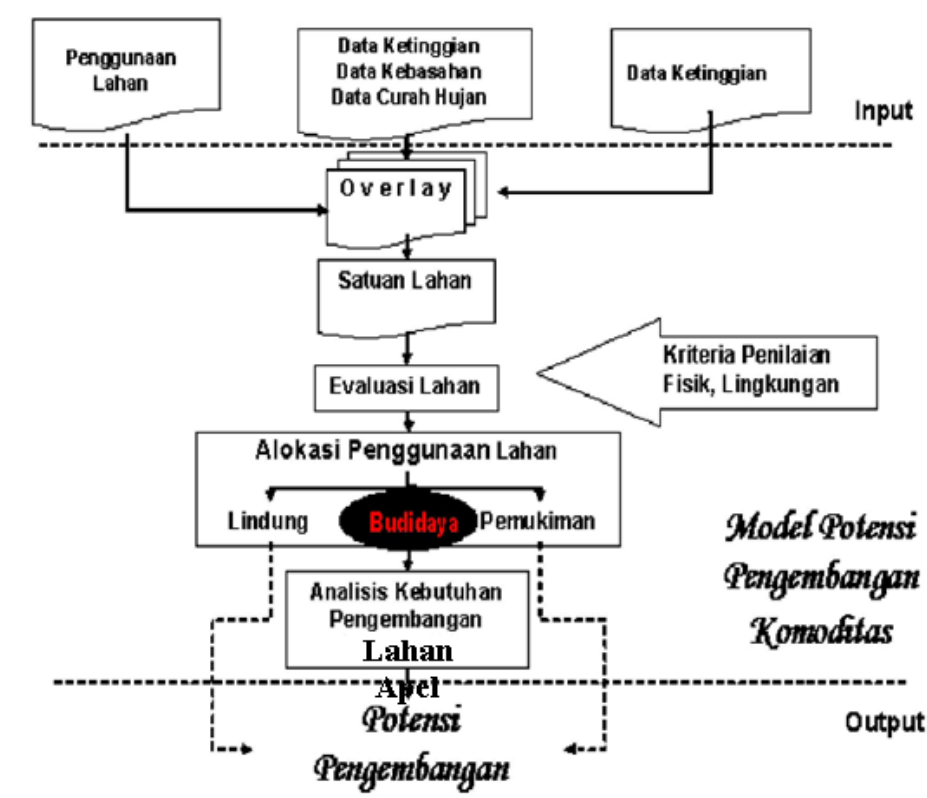 Penggunaan
Lahan
Data Ketinggian
Data Kebasahan
Data Curah Hujan
Data Ketinggian
Input
Overlay
Satuan Lahan
Kriteria Penilaian
Fisik, Lingkungan
Evaluasi Lahan
Alokasi Penggunaan Lahan
Lindung
Budidaya
Pemukiman
Model Potensi
Pengembangan
Komoditas
Analisis Kebutuhan
Pengembangan
Lahan
Apel
Output
Potensi
Pengembangan